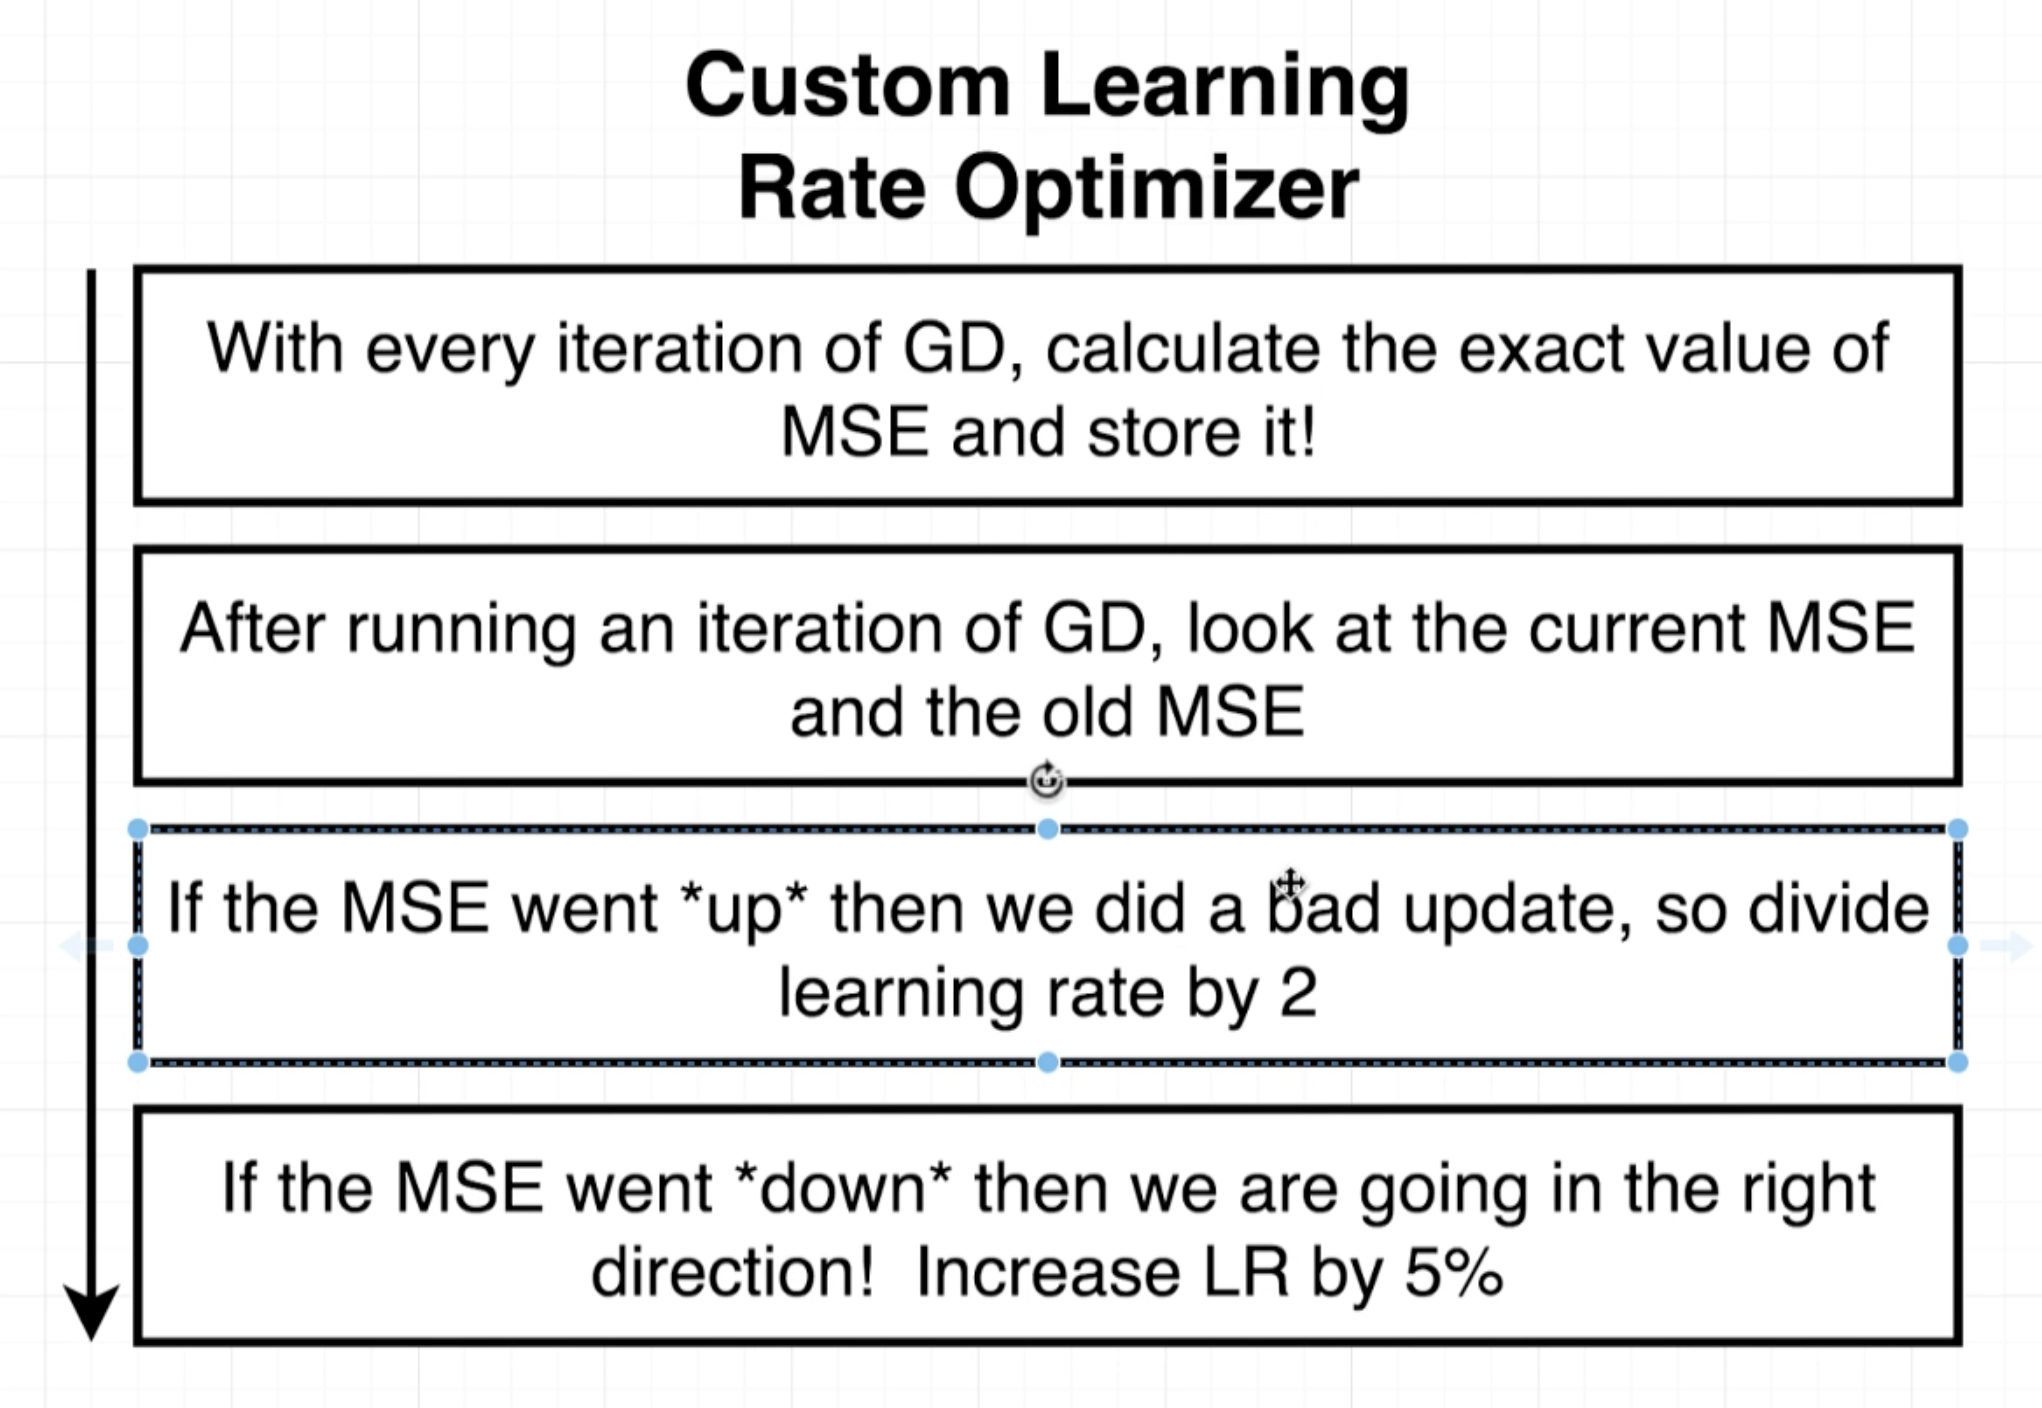 Custom Learning
Rate Optimizer
With every iteration of GD, calculate the exact value of
MSE and store it!
After running an iteration of GD, look at the current MSE
and the old MSE
If the MSE went *up* then we did a bad update, so divide
learning rate by 2
If the MSE went *down* then we are going in the right
direction!  Increase LR by 5%